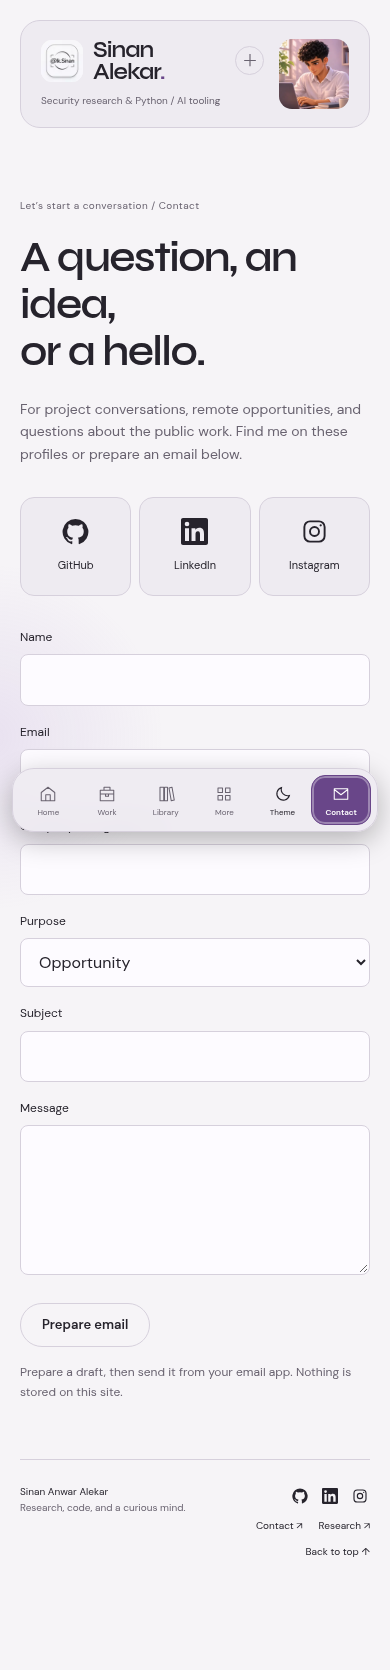 @Ik.Sinan
Sinan
Alekar.
Security research & Python / AI tooling
Let's start a conversation / Contact
A question, an
idea,
or a hello.
For project conversations, remote opportunities, and
questions about the public work. Find me on these
profiles or prepare an email below.
GitHub
LinkedIn
Instagram
Name
Email
Home
Work
Library
More
Theme
Contact
Purpose
Opportunity
Subject
Message
Prepare email
Prepare a draft, then send it from your email app. Nothing is
stored on this site.
Sinan Anwar Alekar
Research, code, and a curious mind.
Contact ↗
Research ↗
Back to top ↑